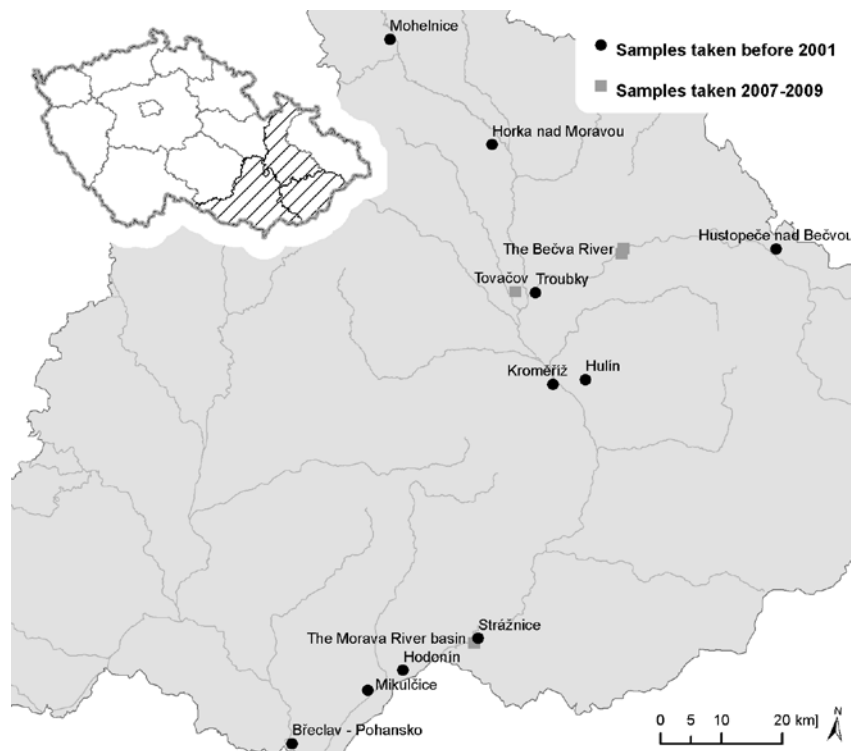 Mohelnice
Samples taken before 2001
Samples taken 2007-2009
Horka nad Moravou
Hustopeče nad Bečvou
The Bečva River
Tovačov
Troubky
Kroměříž
Hulín
Strážnice
The Morava River basin
Hodonín
Mikulčice
Břeclav - Pohansko
0 5 10 20 km]
N